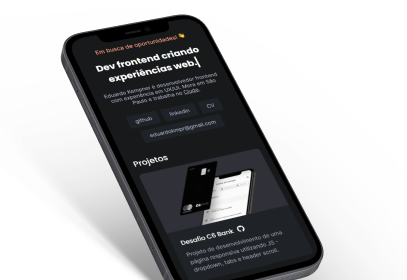 Em busca de oportunidades! 👋
Dev frontend criando
experiências web.|
Eduardo Kempner é desenvolvedor frontend
com experiência em UX/UI. Mora em São
Paulo e trabalha no
github
linkedin
CV
eduardokmpr@gmail.com
Projetos
Desafio C6 Bank
Projeto de desenvolvimento de uma
página responsiva utilizando JS -
dropdown, tabs e header scroll.